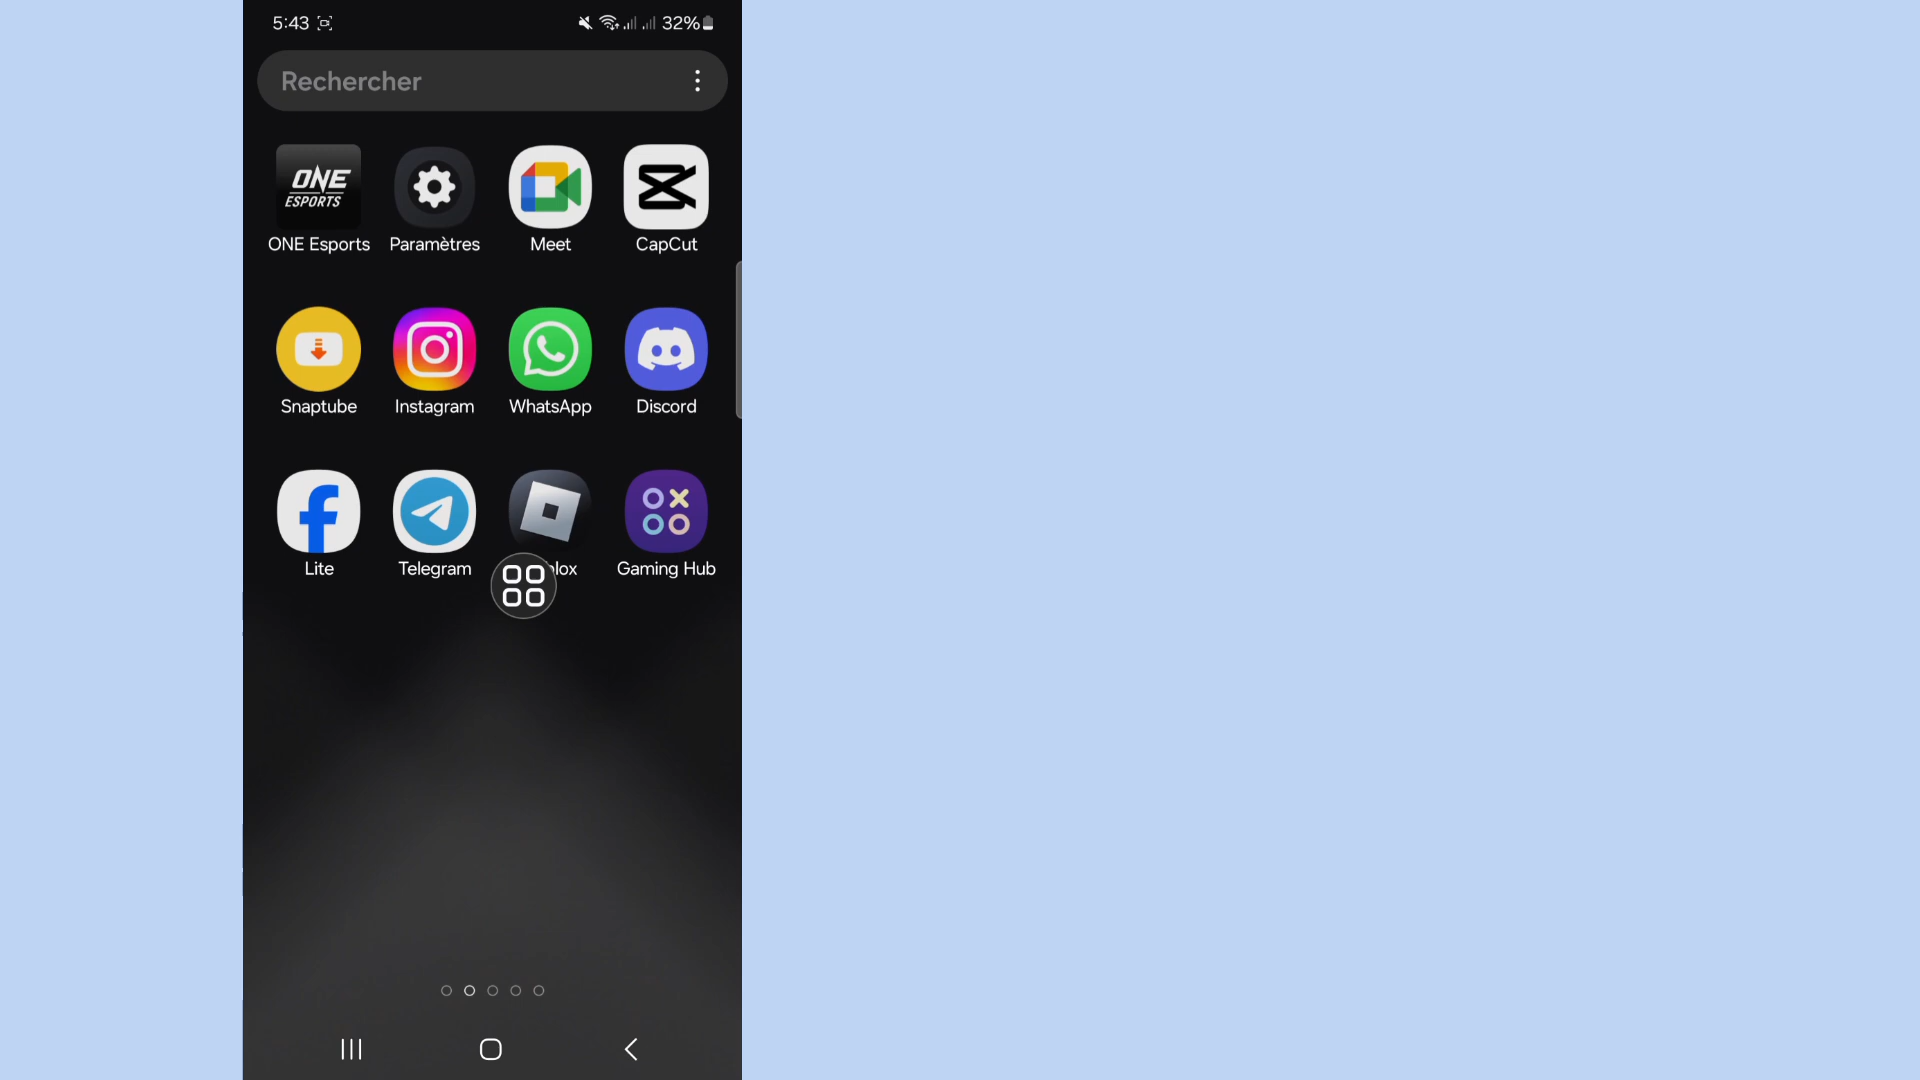 5:43
32%
Rechercher
ONE
ESPORTS
ONE Esports
Paramètres
Meet
CapCut
Snaptube
Instagram
WhatsApp
Discord
Lite
Telegram
lox
Gaming Hub